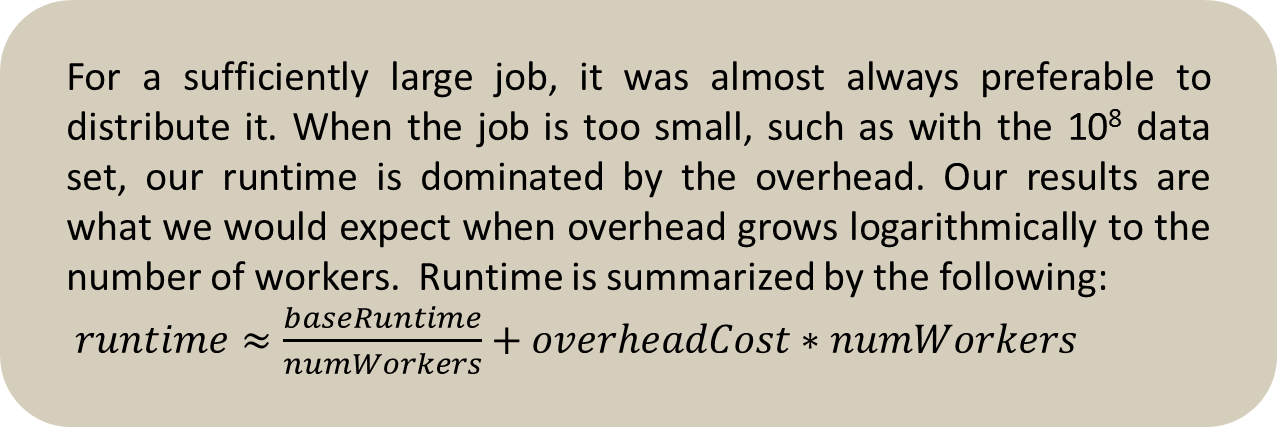 For a sufficiently large job, it was almost always preferable to
distribute it. When the job is too small, such as with the 10⁸ data
set, our runtime is dominated by the overhead. Our results are
what we would expect when overhead grows logarithmically to the
number of workers. Runtime is summarized by the following:
runtime ≈ baseRuntime/numWorkers + overheadCost * numWorkers